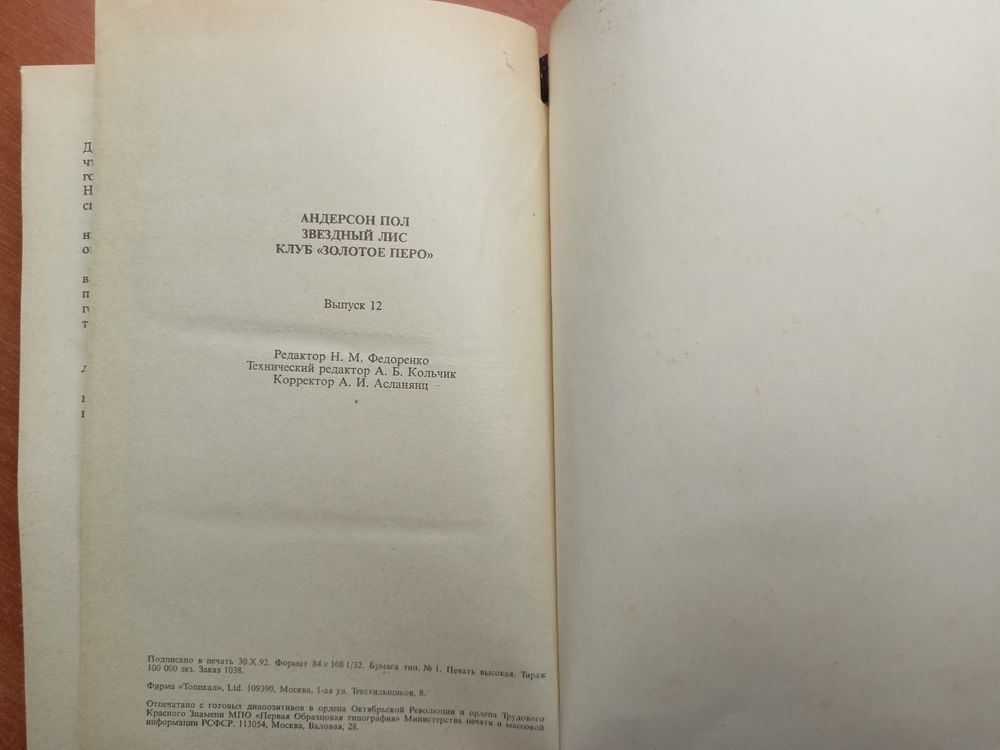 АНДЕРСОН ПОЛ
ЗВЕЗДНЫЙ ЛИС
КЛУБ «ЗОЛОТОЕ ПЕРО»
Выпуск 12
Редактор Н. М. Федоренко
Технический редактор А. Б. Кольчик
Корректор А. И. Асланянц
Подписано в печать 30.X.92. Формат 84×108 1/32. Бумага тип. № 1. Печать высокая. Тираж
100 000 экз. Заказ 1038.
Фирма «Топикал», Ltd. 109390, Москва, 1-ая ул. Текстильщиков, 8.
Отпечатано с готовых диапозитивов в ордена Октябрьской Революции и ордена Трудового
Красного Знамени МПО «Первая Образцовая типография» Министерства печати и массовой
информации РСФСР. 113054, Москва, Валовая, 28.